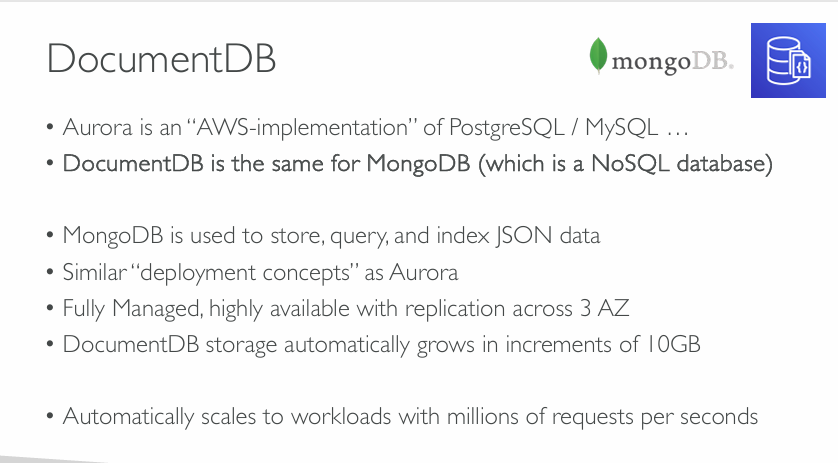 DocumentDB
mongoDB®
{}
• Aurora is an “AWS-implementation” of PostgreSQL / MySQL …
• DocumentDB is the same for MongoDB (which is a NoSQL database)
• MongoDB is used to store, query, and index JSON data
• Similar “deployment concepts” as Aurora
• Fully Managed, highly available with replication across 3 AZ
• DocumentDB storage automatically grows in increments of 10GB
• Automatically scales to workloads with millions of requests per seconds